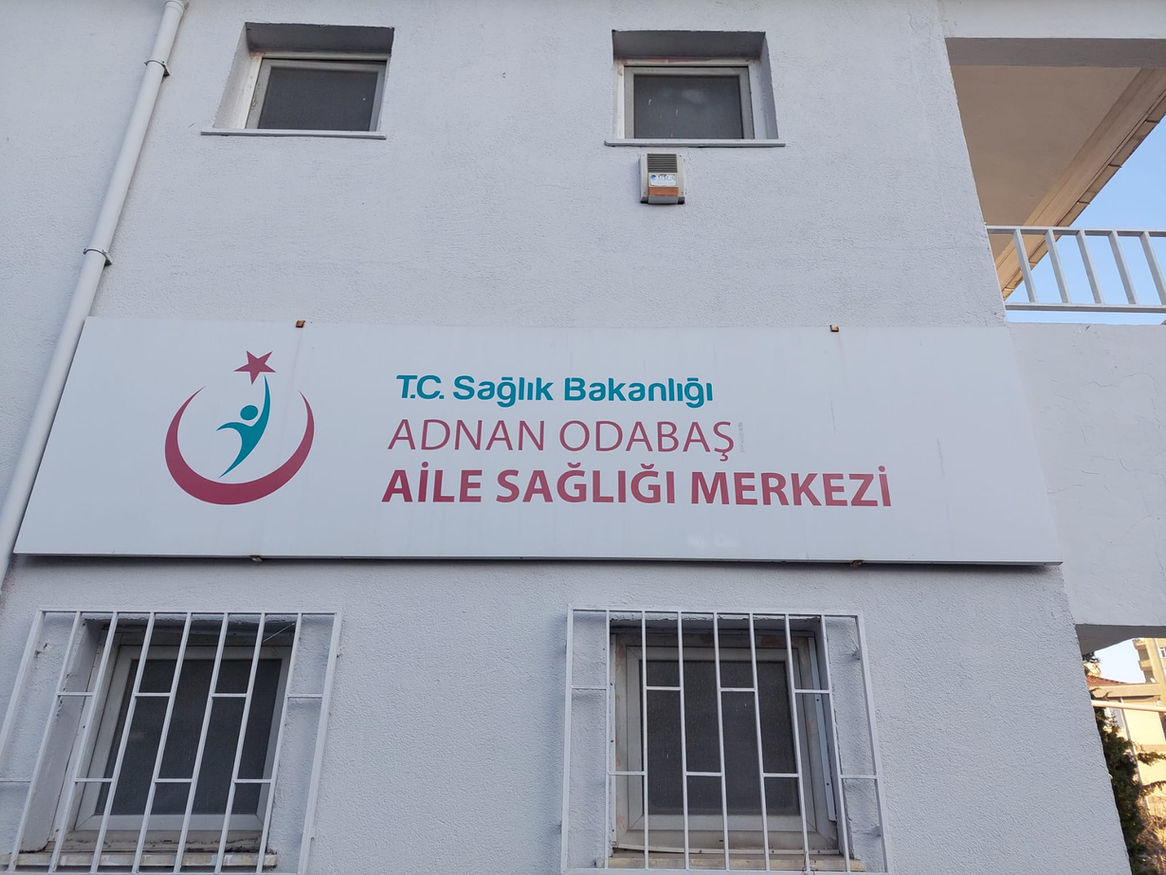 T.C. Sağlık Bakanlığı
ADNAN ODABAŞ
AİLE SAĞLIĞI MERKEZİ